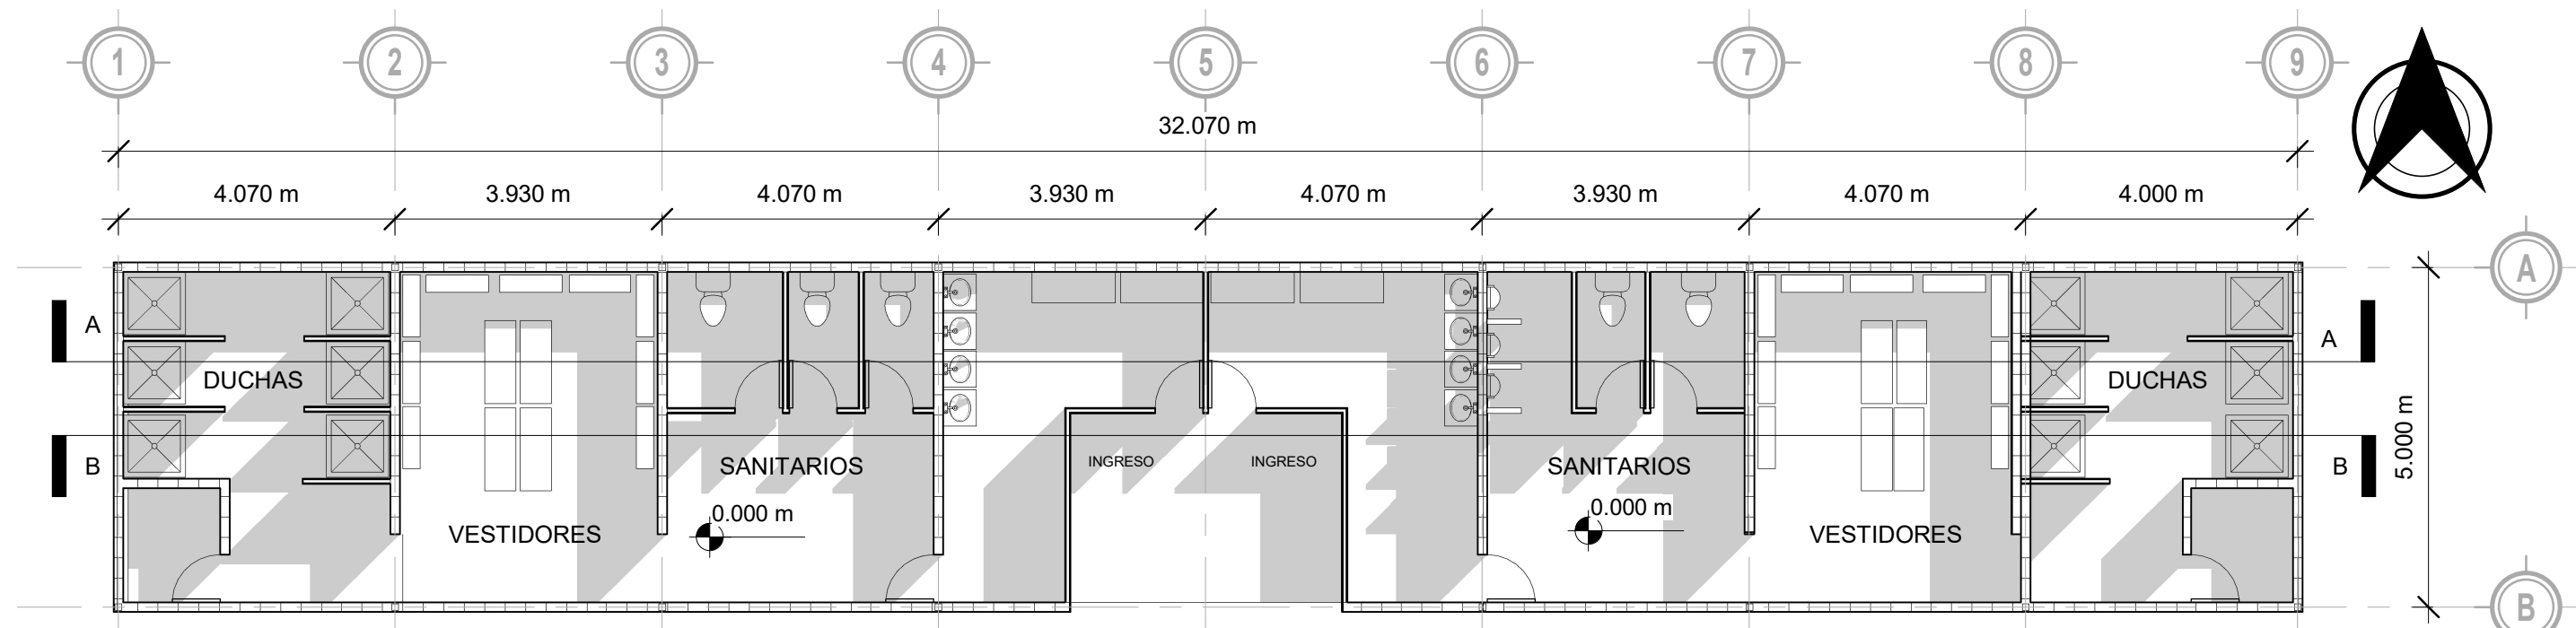 1 2 3 4 5 6 7 8 9
32.070 m
4.070 m 3.930 m 4.070 m 3.930 m 4.070 m 3.930 m 4.070 m 4.000 m
A
A A
DUCHAS DUCHAS
5.000 m
B SANITARIOS INGRESO INGRESO SANITARIOS B
0.000 m 0.000 m
VESTIDORES VESTIDORES
B